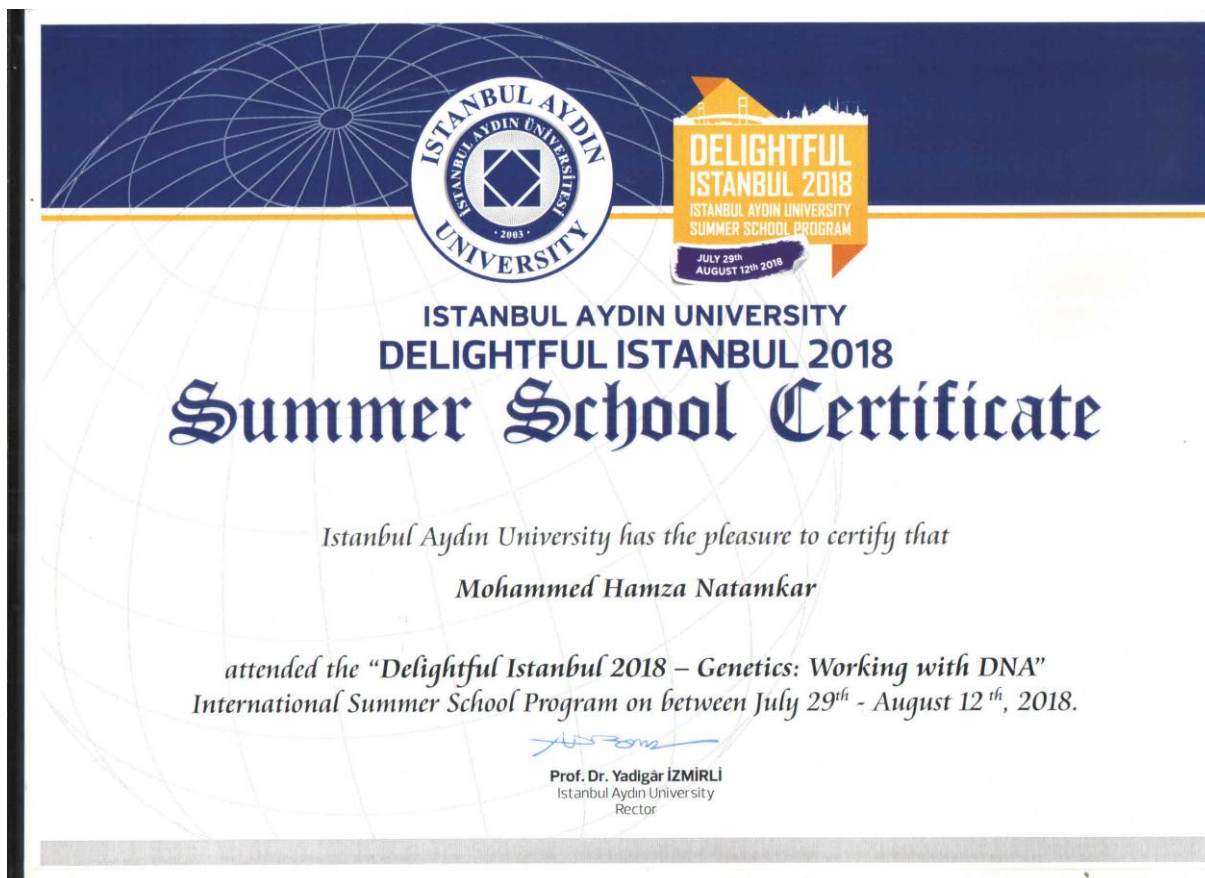 ISTANBUL AYDIN UNIVERSITY
İSTANBUL AYDIN ÜNİVERSİTESİ
· 2003 ·
DELIGHTFUL
ISTANBUL 2018
ISTANBUL AYDIN UNIVERSITY
SUMMER SCHOOL PROGRAM
JULY 29th
AUGUST 12th 2018
ISTANBUL AYDIN UNIVERSITY
DELIGHTFUL ISTANBUL 2018
Summer School Certificate
Istanbul Aydın University has the pleasure to certify that
Mohammed Hamza Natamkar
attended the “Delightful Istanbul 2018 – Genetics: Working with DNA”
International Summer School Program on between July 29th - August 12 th, 2018.
Prof. Dr. Yadigâr İZMİRLİ
Istanbul Aydın University
Rector